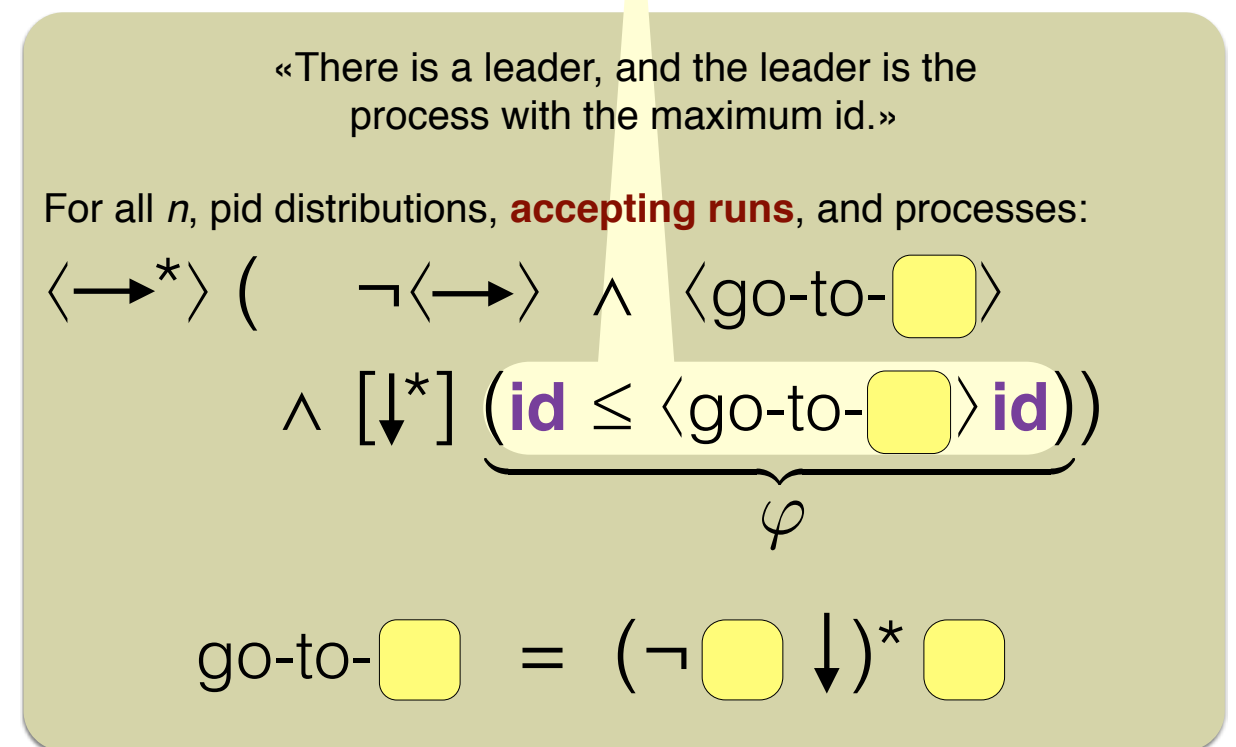 «There is a leader, and the leader is the
process with the maximum id.»
For all n, pid distributions, accepting runs, and processes:
⟨⟶*⟩ ( ¬⟨⟶⟩ ∧ ⟨go-to-🟨⟩
∧ [↓*] (id ≤ ⟨go-to-🟨⟩ id))
φ
go-to-🟨 = (¬🟨 ↓)* 🟨